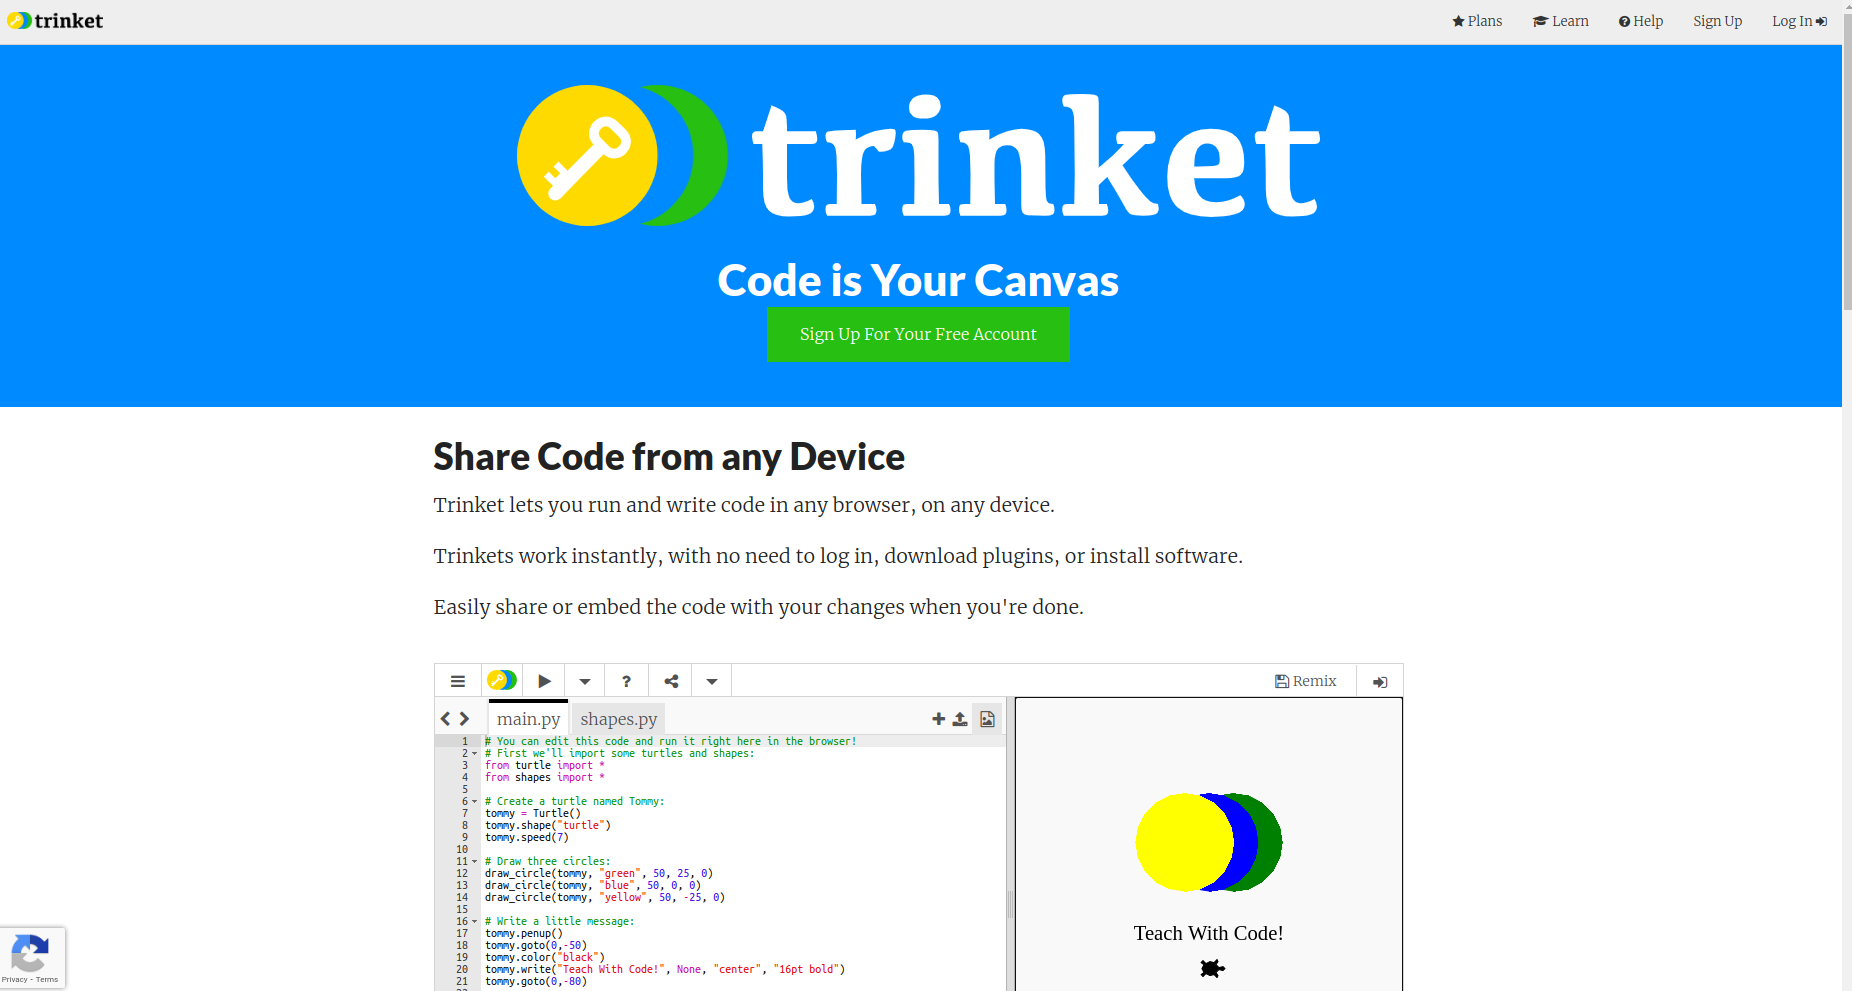 trinket
Plans
Learn
Help
Sign Up
Log In
trinket
Code is Your Canvas
Sign Up For Your Free Account
Share Code from any Device
Trinket lets you run and write code in any browser, on any device.
Trinkets work instantly, with no need to log in, download plugins, or install software.
Easily share or embed the code with your changes when you're done.
?
Remix
main.py
shapes.py
1 # You can edit this code and run it right here in the browser!
2 # First we'll import some turtles and shapes:
3 from turtle import *
4 from shapes import *
5
6 # Create a turtle named Tommy:
7 tommy = Turtle()
8 tommy.shape("turtle")
9 tommy.speed(7)
10
11 # Draw three circles:
12 draw_circle(tommy, "green", 50, 25, 0)
13 draw_circle(tommy, "blue", 50, 0, 0)
14 draw_circle(tommy, "yellow", 50, -25, 0)
15
16 # Write a little message:
17 tommy.penup()
18 tommy.goto(0,-50)
19 tommy.color("black")
20 tommy.write("Teach With Code!", None, "center", "16pt bold")
21 tommy.goto(0,-80)
Teach With Code!
Privacy - Terms